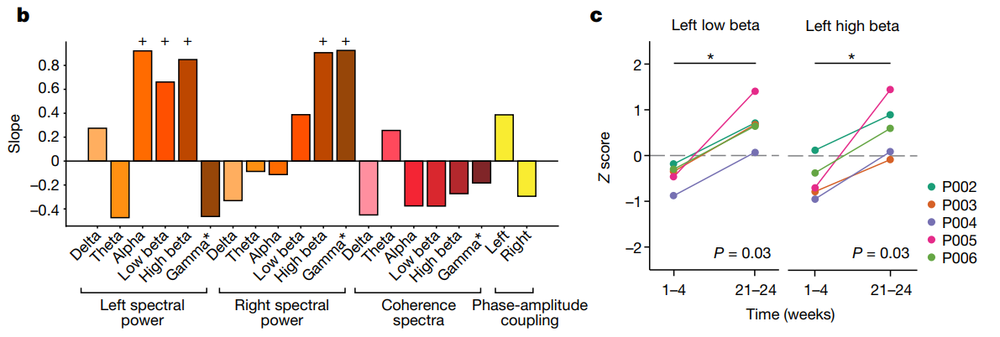 b
Slope
0.8
0.6
0.4
0.2
0
−0.2
−0.4
+ + + + +
Delta
Theta
Alpha
Low beta
High beta
Gamma*
Delta
Theta
Alpha
Low beta
High beta
Gamma*
Delta
Theta
Alpha
Low beta
High beta
Gamma*
Left
Right
Left spectral
power
Right spectral
power
Coherence
spectra
Phase-amplitude
coupling
c
Left low beta
Left high beta
Z score
2
1
0
−1
−2
*
*
P = 0.03
P = 0.03
1–4
21–24
1–4
21–24
Time (weeks)
P002
P003
P004
P005
P006